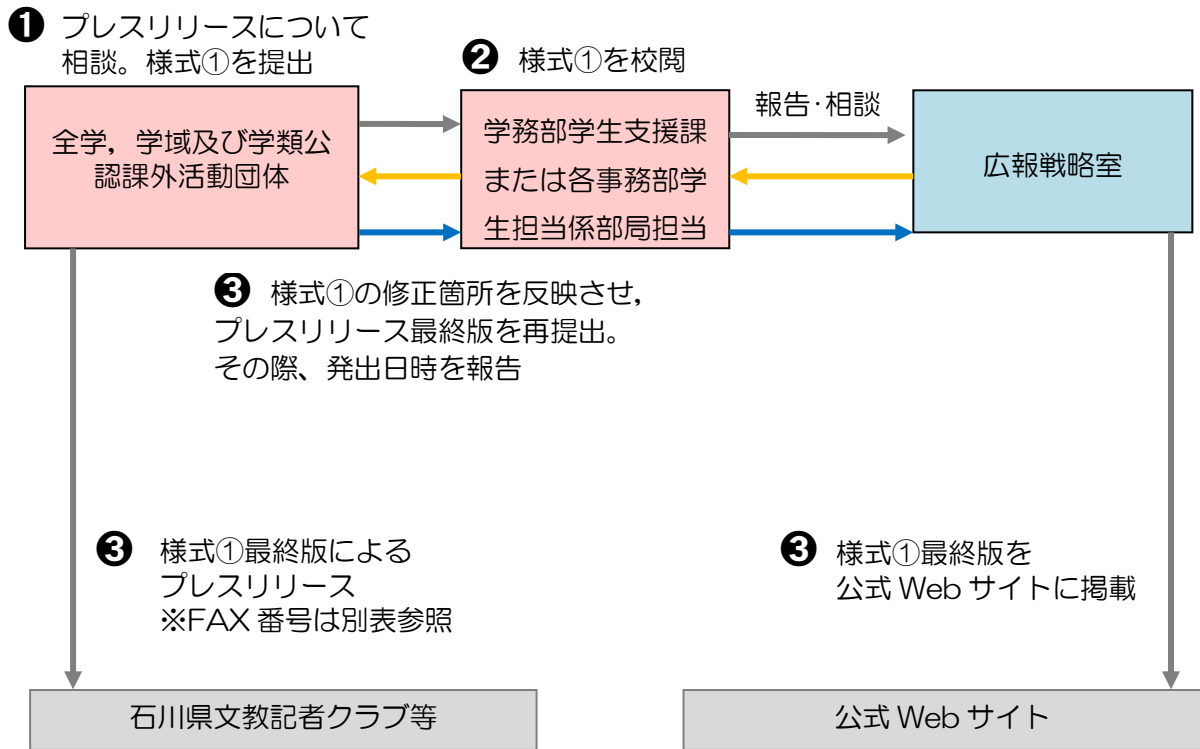 ❶ プレスリリースについて
相談。様式①を提出
❷ 様式①を校閲
全学，学域及び学類公
認課外活動団体
学務部学生支援課
または各事務部学
生担当係部局担当
報告･相談
広報戦略室
❸ 様式①の修正箇所を反映させ，
プレスリリース最終版を再提出。
その際、発出日時を報告
❸ 様式①最終版による
プレスリリース
※FAX 番号は別表参照
❸ 様式①最終版を
公式 Web サイトに掲載
石川県文教記者クラブ等
公式 Web サイト